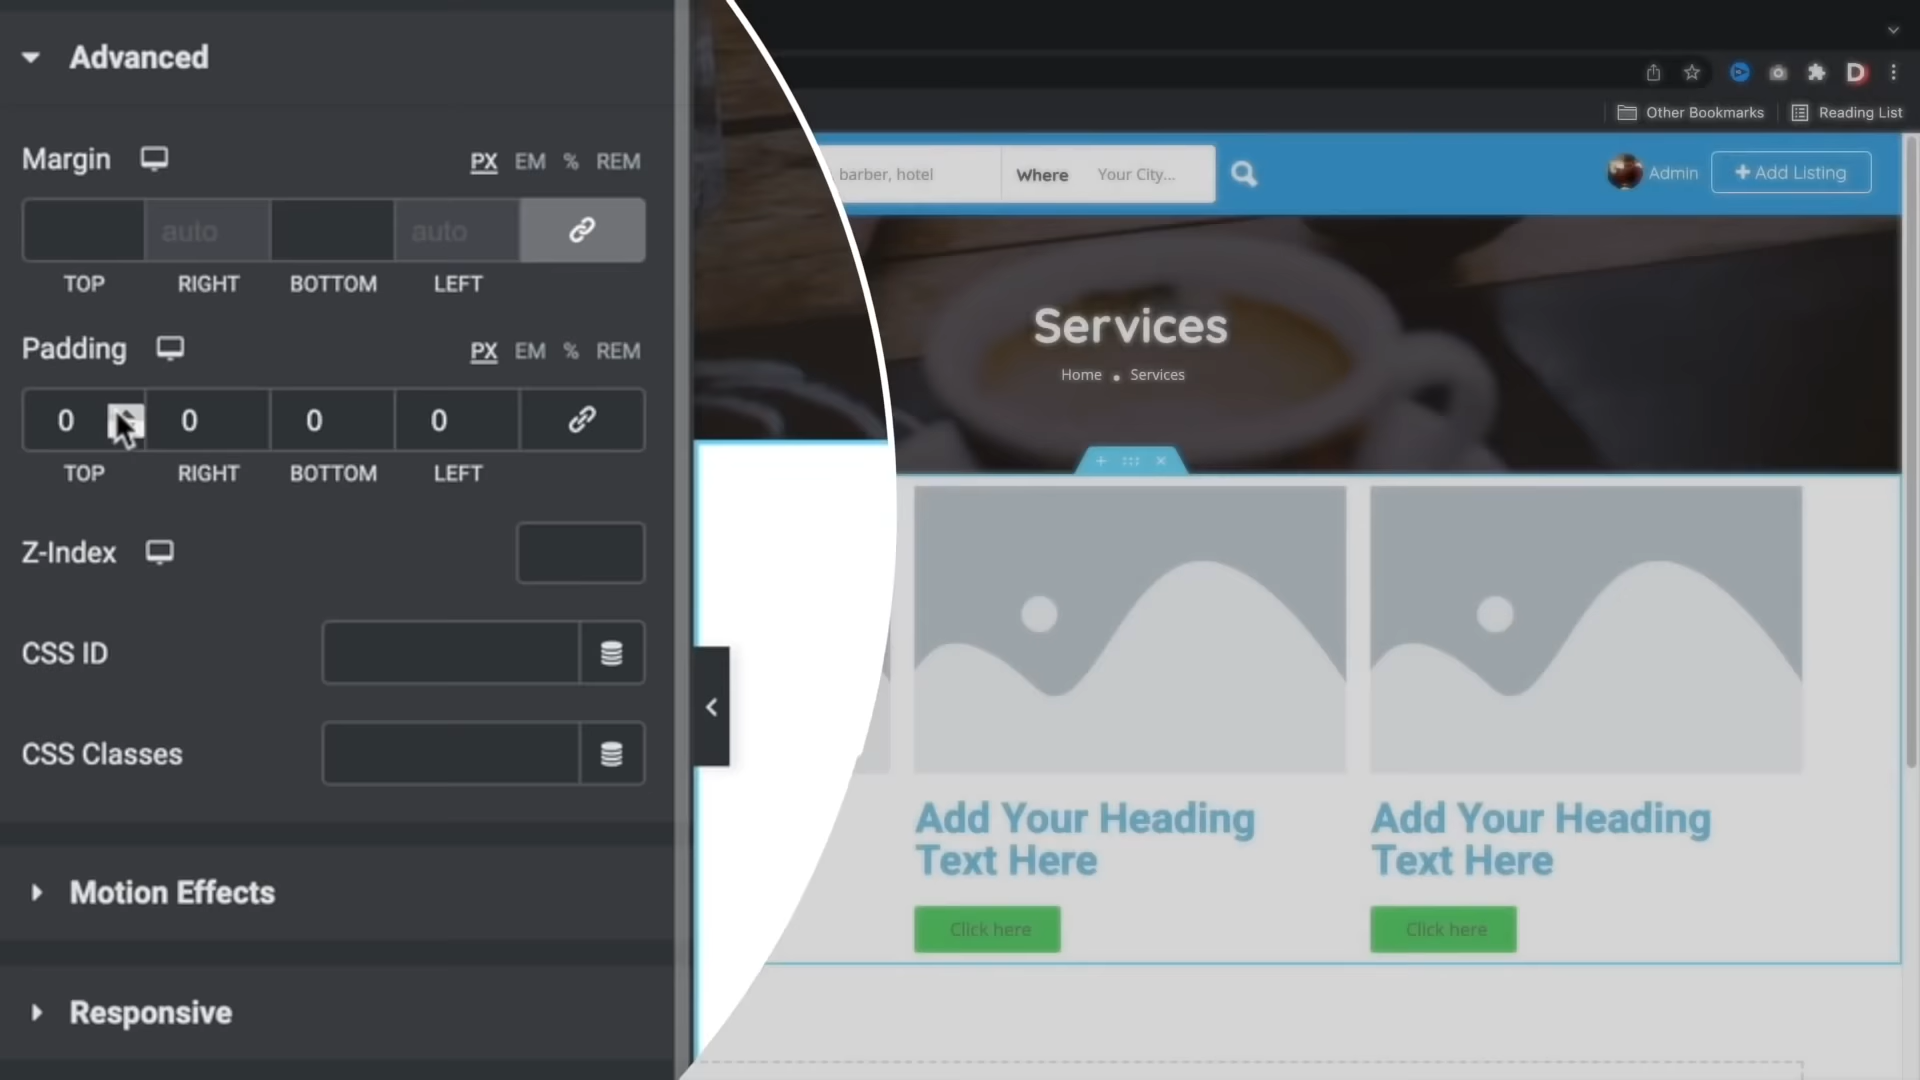 Advanced
Margin
PX EM % REM
auto auto
TOP RIGHT BOTTOM LEFT
Padding
PX EM % REM
0 0 0 0
TOP RIGHT BOTTOM LEFT
Z-Index
CSS ID
CSS Classes
Motion Effects
Responsive
D
Other Bookmarks
Reading List
barber, hotel
Where Your City...
Admin
Add Listing
Services
Home Services
Add Your Heading
Text Here
Click here
Add Your Heading
Text Here
Click here